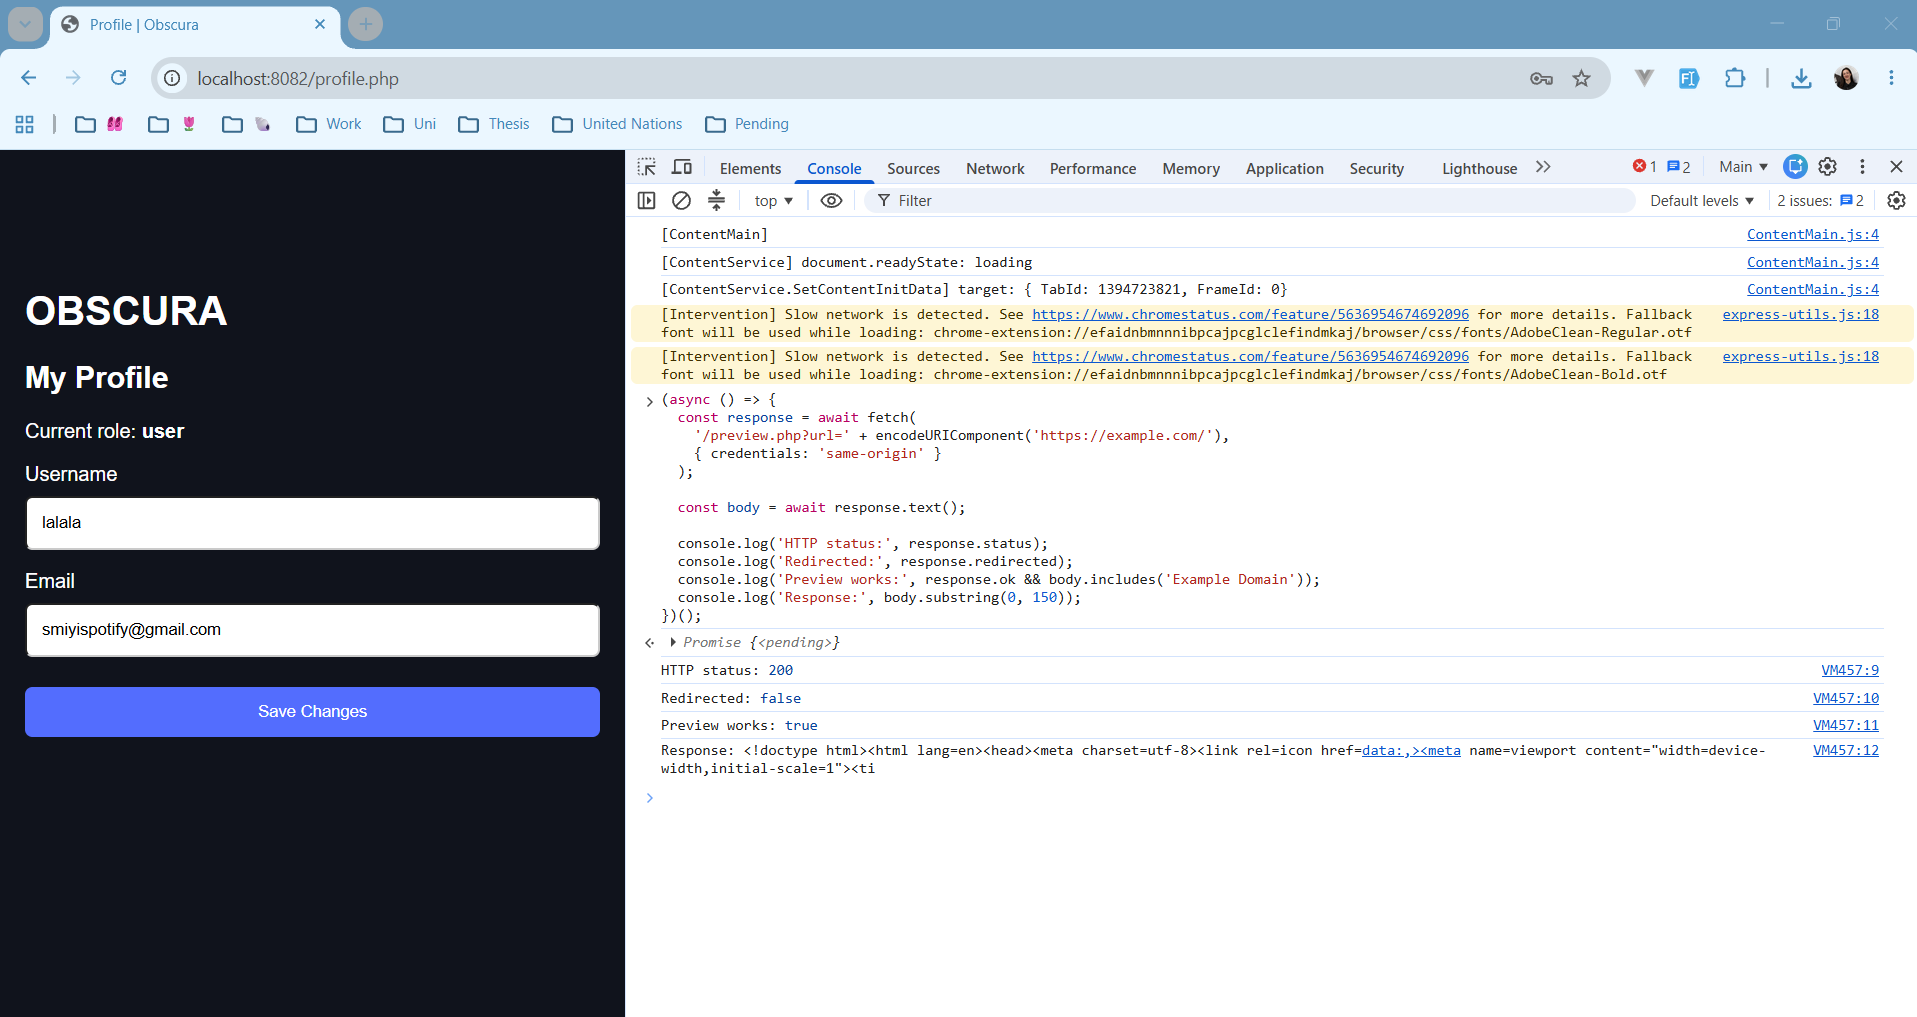 Profile | Obscura
localhost:8082/profile.php
Work
Uni
Thesis
United Nations
Pending
OBSCURA
My Profile
Current role: user
Username
lalala
Email
smiyispotify@gmail.com
Save Changes
Elements Console Sources Network Performance Memory Application Security Lighthouse 1 2 Main
top Filter Default levels 2 issues: 2
[ContentMain] ContentMain.js:4
[ContentService] document.readyState: loading ContentMain.js:4
[ContentService.SetContentInitData] target: { TabId: 1394723821, FrameId: 0} ContentMain.js:4
[Intervention] Slow network is detected. See https://www.chromestatus.com/feature/5636954674692096 for more details. Fallback express-utils.js:18
font will be used while loading: chrome-extension://efaidnbmnnnibpcajpcglclefindmkaj/browser/css/fonts/AdobeClean-Regular.otf
[Intervention] Slow network is detected. See https://www.chromestatus.com/feature/5636954674692096 for more details. Fallback express-utils.js:18
font will be used while loading: chrome-extension://efaidnbmnnnibpcajpcglclefindmkaj/browser/css/fonts/AdobeClean-Bold.otf
(async () => {
  const response = await fetch(
    '/preview.php?url=' + encodeURIComponent('https://example.com/'),
    { credentials: 'same-origin' }
  );
  const body = await response.text();
  console.log('HTTP status:', response.status);
  console.log('Redirected:', response.redirected);
  console.log('Preview works:', response.ok && body.includes('Example Domain'));
  console.log('Response:', body.substring(0, 150));
})();
Promise {<pending>}
HTTP status: 200 VM457:9
Redirected: false VM457:10
Preview works: true VM457:11
Response: <!doctype html><html lang=en><head><meta charset=utf-8><link rel=icon href=data:,><meta name=viewport content="width=device- VM457:12
width,initial-scale=1"><ti